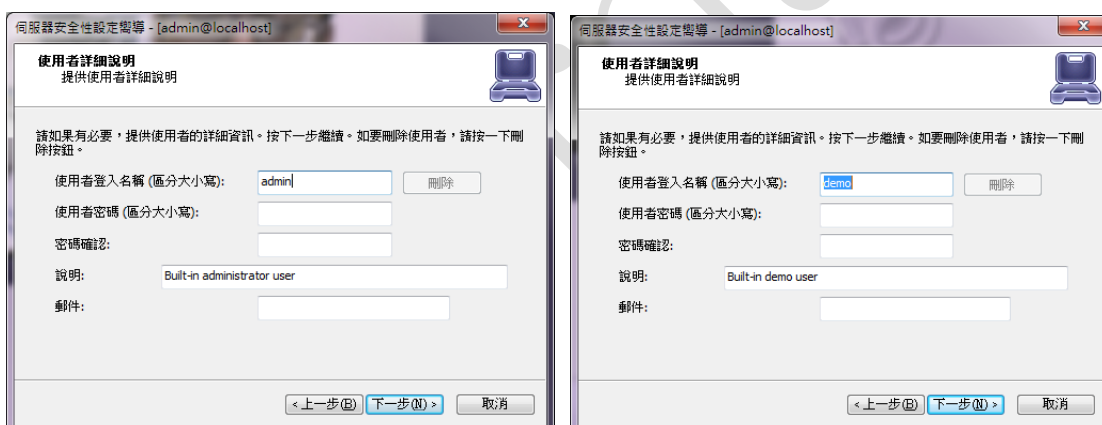 伺服器安全性設定嚮導 - [admin@localhost]
使用者詳細說明
提供使用者詳細說明
請如果有必要，提供使用者的詳細資訊。按下一步繼續。如要刪除使用者，請按一下刪
除按鈕。
使用者登入名稱 (區分大小寫):
admin
刪除
使用者密碼 (區分大小寫):
密碼確認:
說明:
Built-in administrator user
郵件:
<上一步(B)
下一步(N)>
取消
伺服器安全性設定嚮導 - [admin@localhost]
使用者詳細說明
提供使用者詳細說明
請如果有必要，提供使用者的詳細資訊。按下一步繼續。如要刪除使用者，請按一下刪
除按鈕。
使用者登入名稱 (區分大小寫):
demo
刪除
使用者密碼 (區分大小寫):
密碼確認:
說明:
Built-in demo user
郵件:
<上一步(B)
下一步(N)>
取消